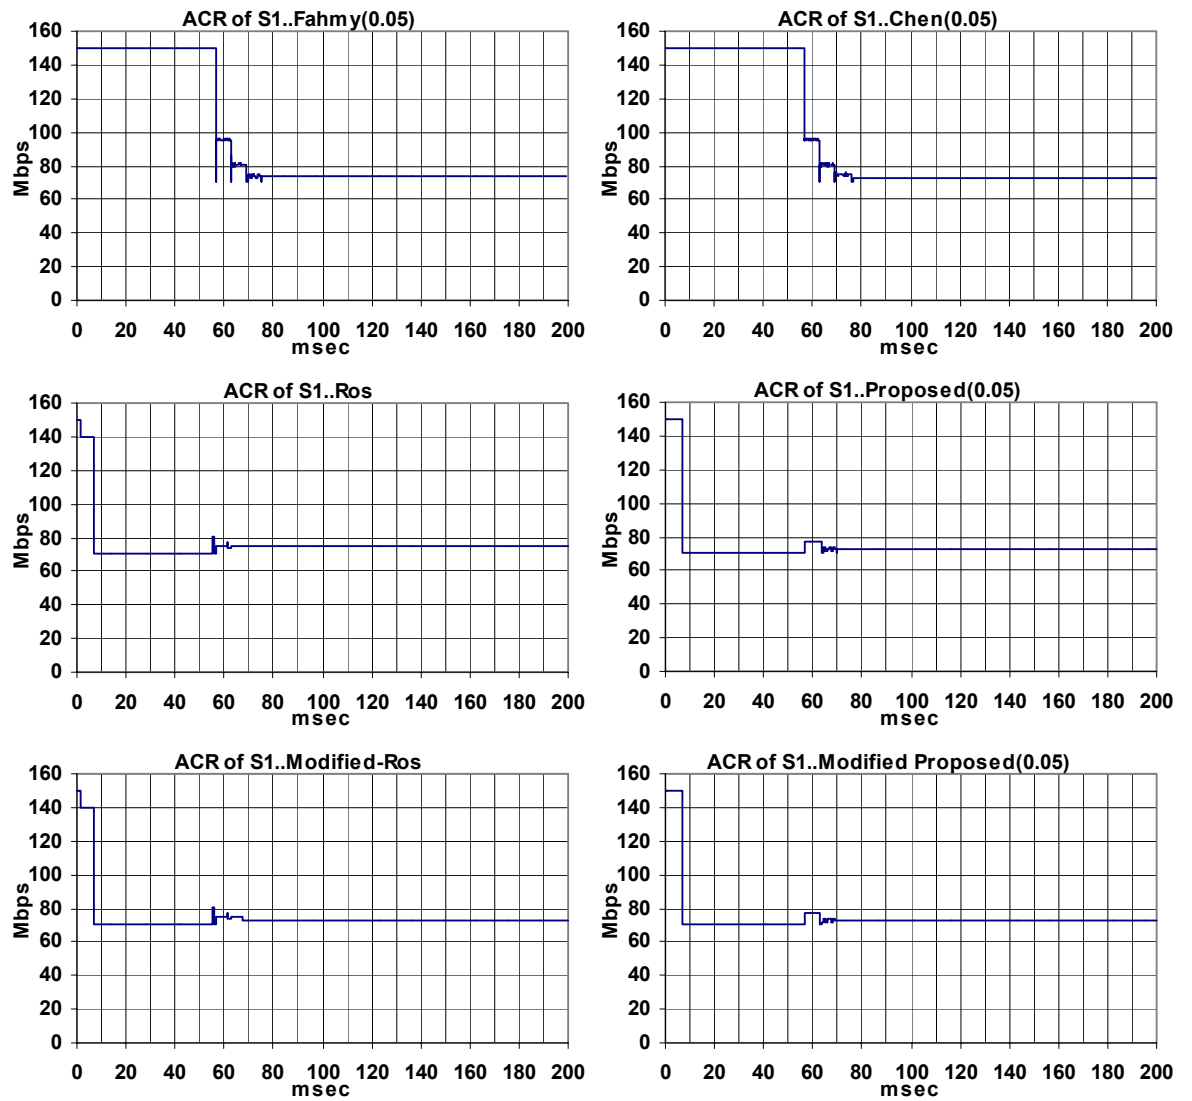 ACR of S1..Fahmy(0.05)
160
140
120
100
80
60
40
20
0
Mbps
0 20 40 60 80 100 120 140 160 180 200
msec
ACR of S1..Chen(0.05)
160
140
120
100
80
60
40
20
0
Mbps
0 20 40 60 80 100 120 140 160 180 200
msec
ACR of S1..Ros
160
140
120
100
80
60
40
20
0
Mbps
0 20 40 60 80 100 120 140 160 180 200
msec
ACR of S1..Proposed(0.05)
160
140
120
100
80
60
40
20
0
Mbps
0 20 40 60 80 100 120 140 160 180 200
msec
ACR of S1..Modified-Ros
160
140
120
100
80
60
40
20
0
Mbps
0 20 40 60 80 100 120 140 160 180 200
msec
ACR of S1..Modified Proposed(0.05)
160
140
120
100
80
60
40
20
0
Mbps
0 20 40 60 80 100 120 140 160 180 200
msec